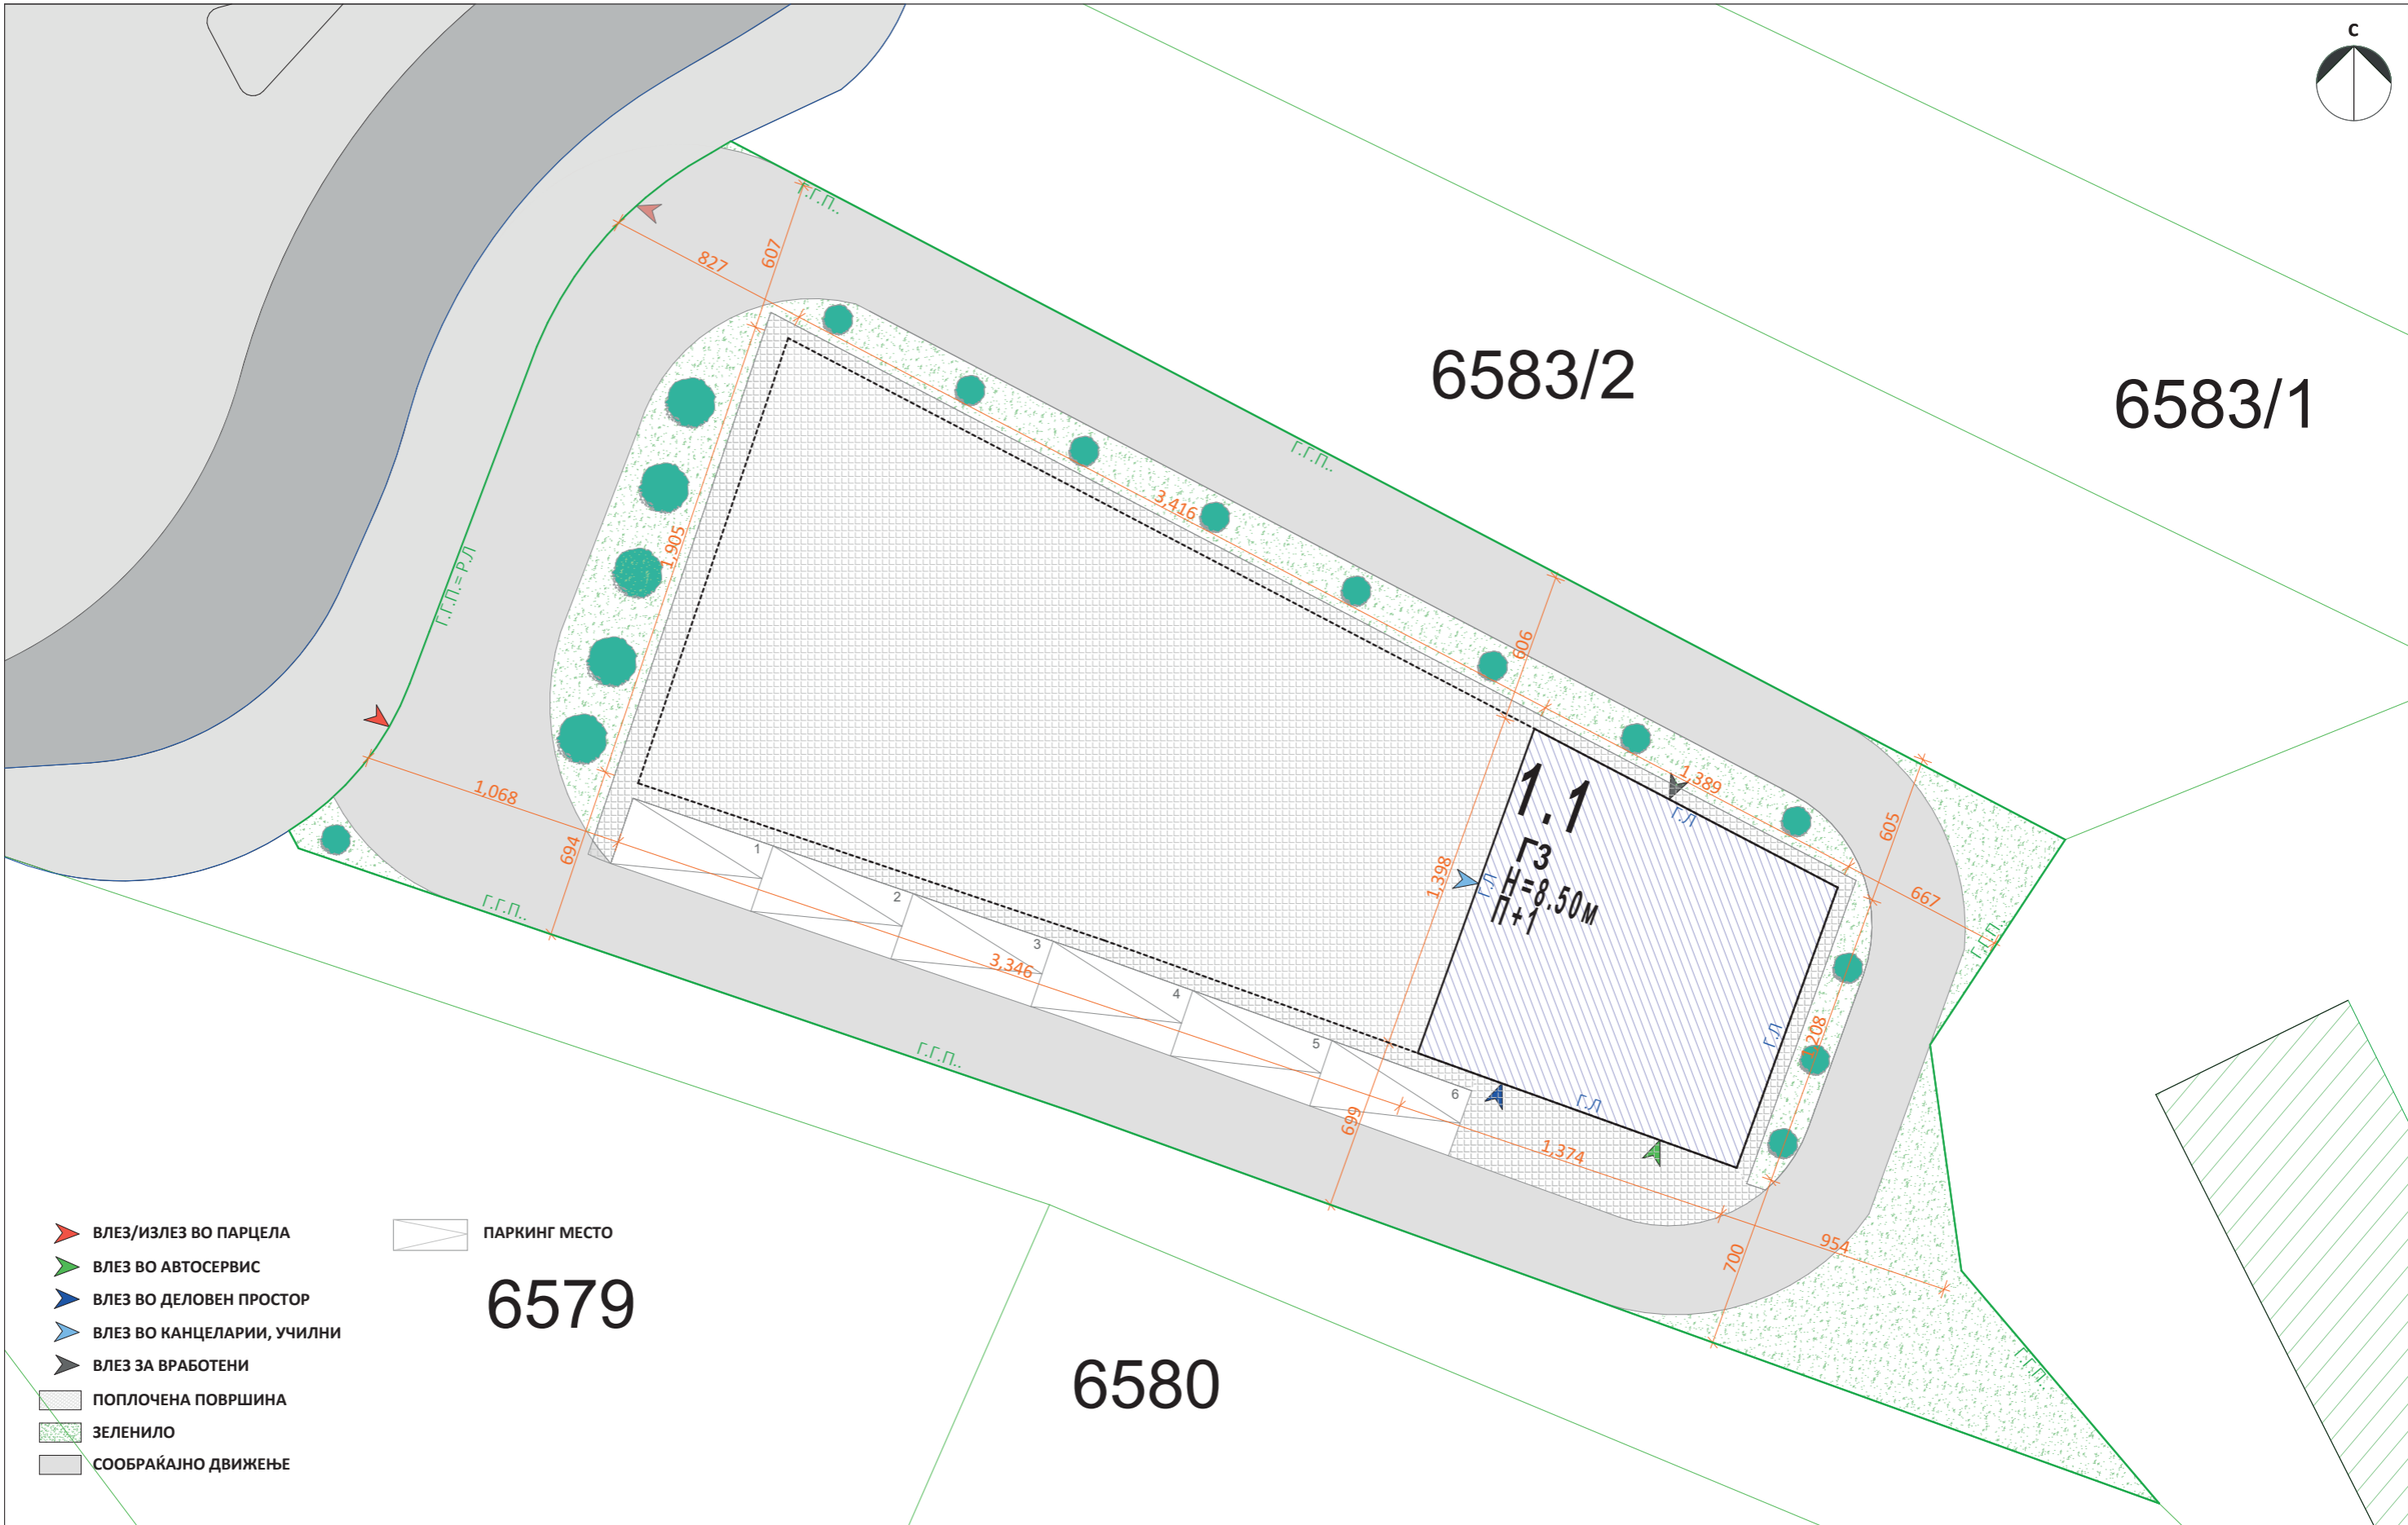 С
Г.Г.П..
607
827
6583/2
6583/1
Г.Г.П..
3,416
1,905
Г.Г.П.= Р.Л
606
1,068
694
1,389
Г.Л
1.1
Г3
Н=8.50м
П+1
605
667
Г.Г.П..
1,398
Г.Л
1
2
3
4
5
6
3,346
Г.Г.П..
Г.Л
1,208
Г.Г.П..
Г.Л
699
1,374
700
954
Г.Г.П..
ВЛЕЗ/ИЗЛЕЗ ВО ПАРЦЕЛА
ВЛЕЗ ВО АВТОСЕРВИС
ВЛЕЗ ВО ДЕЛОВЕН ПРОСТОР
ВЛЕЗ ВО КАНЦЕЛАРИИ, УЧИЛНИ
ВЛЕЗ ЗА ВРАБОТЕНИ
ПОПЛОЧЕНА ПОВРШИНА
ЗЕЛЕНИЛО
СООБРАЌАЈНО ДВИЖЕЊЕ
ПАРКИНГ МЕСТО
6579
6580